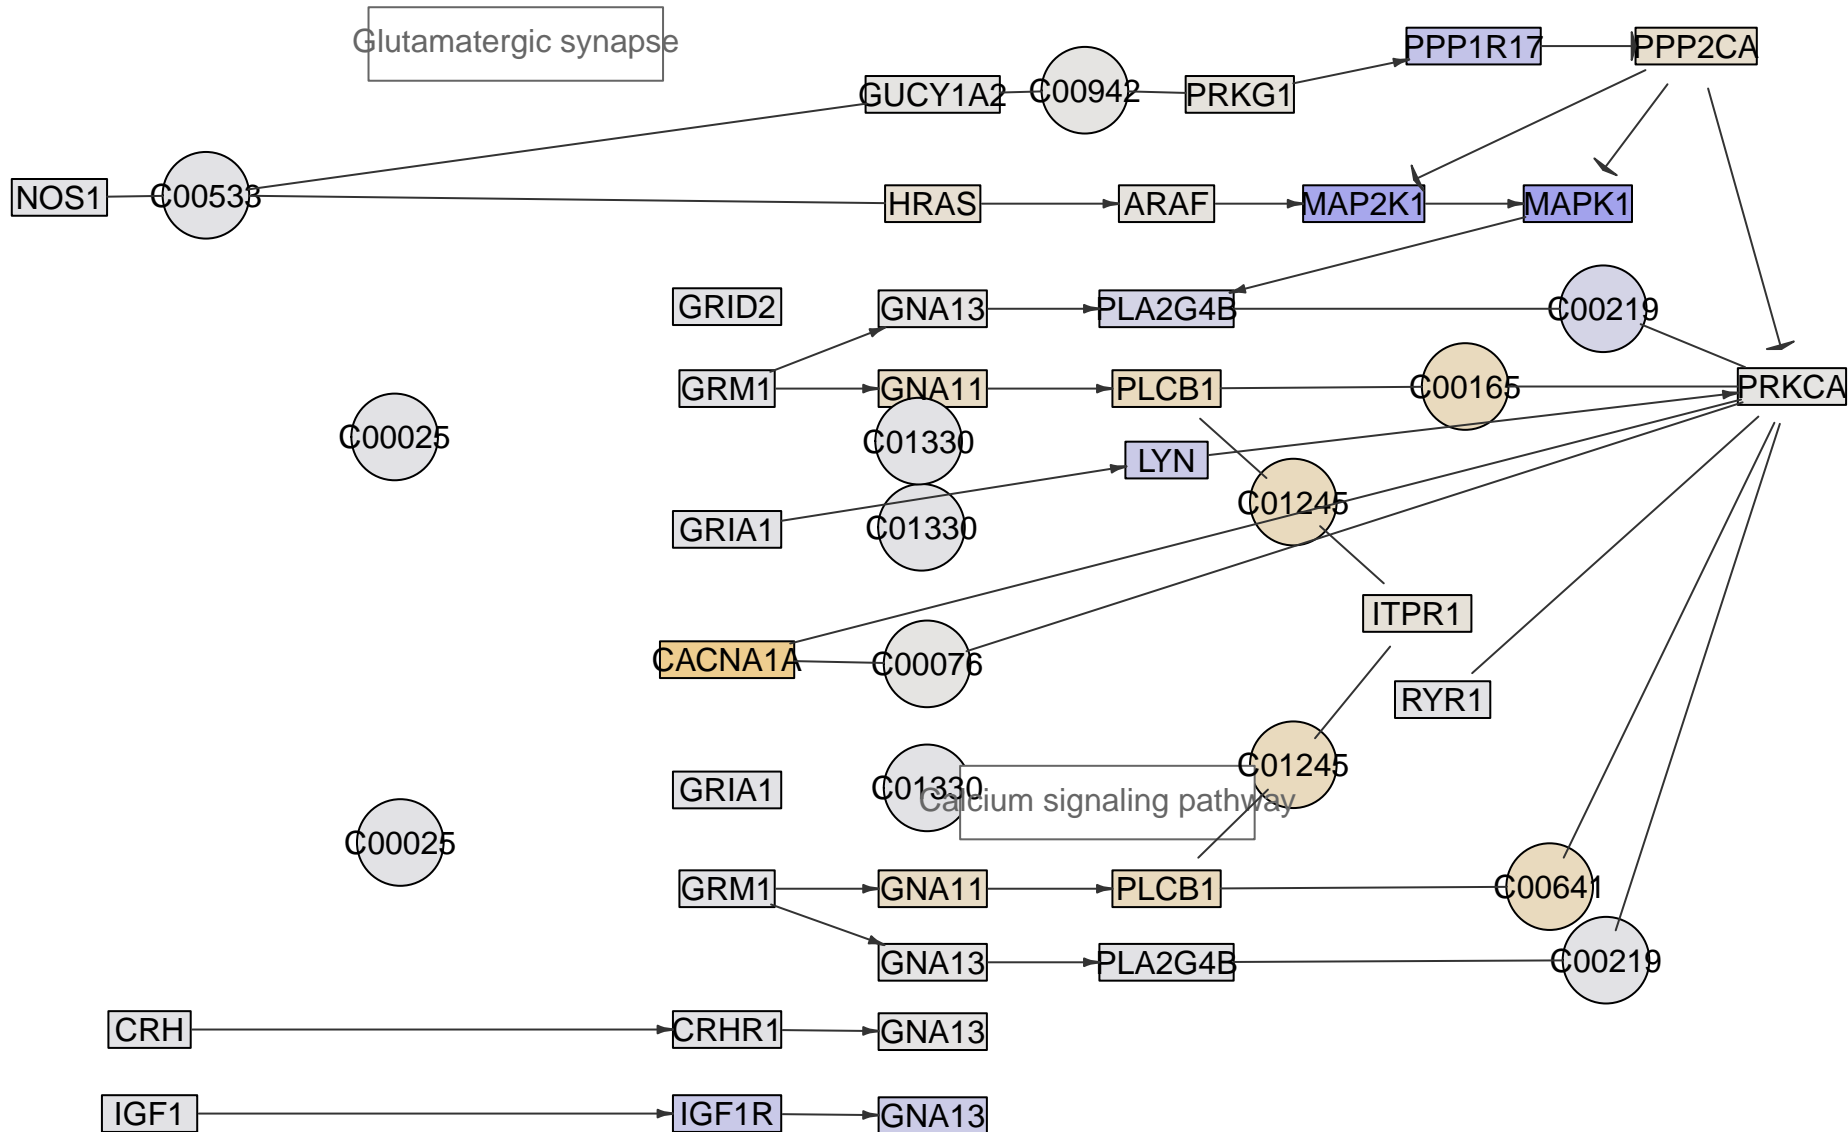 Glutamatergic synapse
PPP1R17
PPP2CA
GUCY1A2
C00942
PRKG1
NOS1
C00533
HRAS
ARAF
MAP2K1
MAPK1
GRID2
GNA13
PLA2G4B
C00219
GRM1
GNA11
PLCB1
C00165
PRKCA
C00025
C01330
LYN
C01245
GRIA1
C01330
ITPR1
CACNA1A
C00076
RYR1
C01245
GRIA1
C01330
Calcium signaling pathway
C00025
GRM1
GNA11
PLCB1
C00641
GNA13
PLA2G4B
C00219
CRH
CRHR1
GNA13
IGF1
IGF1R
GNA13